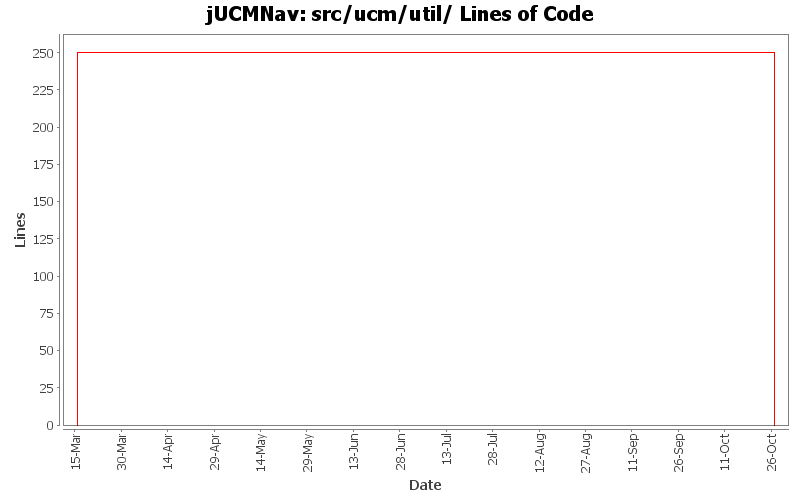 jUCMNav: src/ucm/util/ Lines of Code
250
225
200
175
150
125
100
75
50
25
0
Lines
15-Mar
30-Mar
14-Apr
29-Apr
14-May
29-May
13-Jun
28-Jun
13-Jul
28-Jul
12-Aug
27-Aug
11-Sep
26-Sep
11-Oct
26-Oct
Date